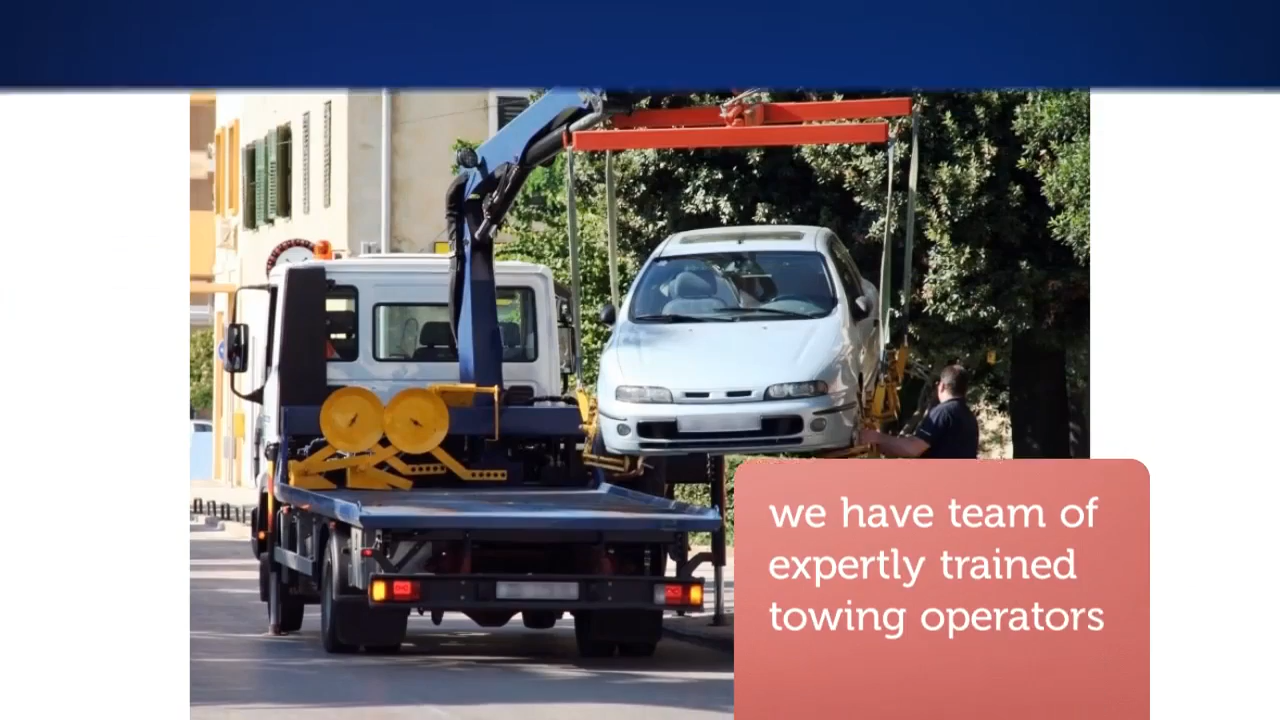 we have team of
expertly trained
towing operators